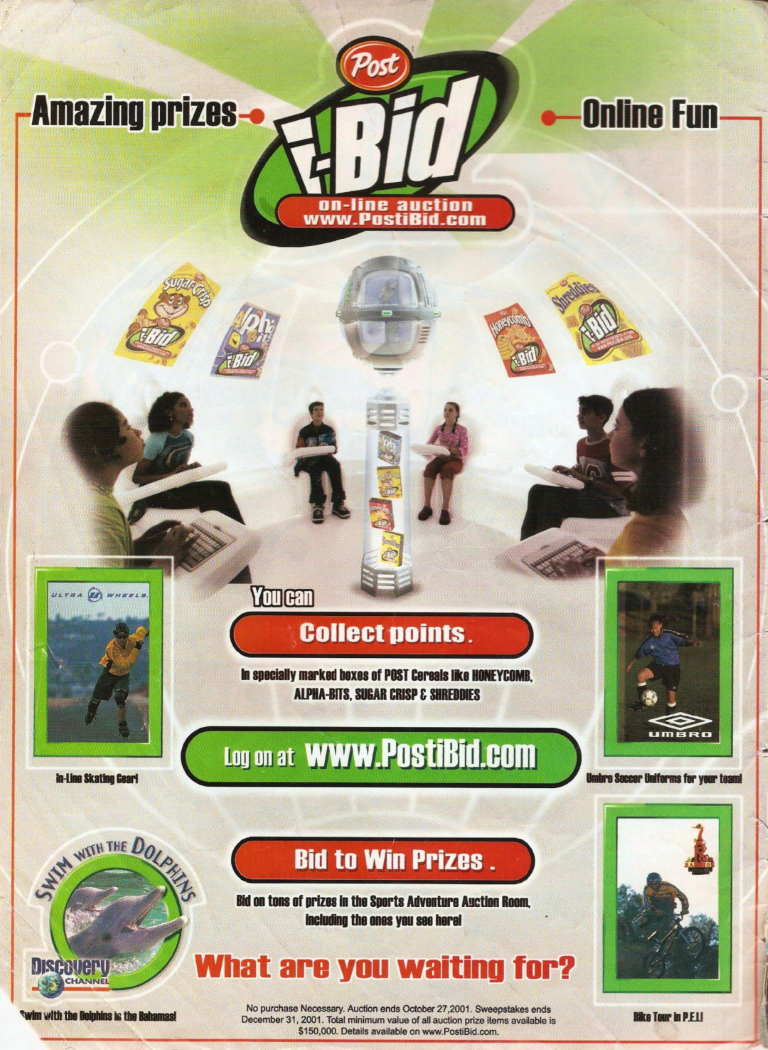 Post
Amazing prizes
i-Bid
Online Fun
on-line auction
www.PostiBid.com
Sugar-Crisp
i-Bid
Alpha
i-Bid
Honeycomb
i-Bid
Shreddies
i-Bid
ULTRA WHEELS
You can
Collect points.
In specially marked boxes of POST Cereals like HONEYCOMB,
ALPHA-BITS, SUGAR CRISP & SHREDDIES
UMBRO
Log on at www.PostiBid.com
In-Line Skating Gear!
Umbro Soccer Uniforms for your team!
SWIM WITH THE DOLPHINS
Bid to Win Prizes.
Bid on tons of prizes in the Sports Adventure Auction Room,
including the ones you see here!
DISCOVERY
CHANNEL
What are you waiting for?
Swim with the Dolphins in the Bahamas!
No purchase Necessary. Auction ends October 27,2001. Sweepstakes ends
December 31, 2001. Total minimum value of all auction prize items available is
$150,000. Details available on www.PostiBid.com.
Bike Tour in P.E.I.!